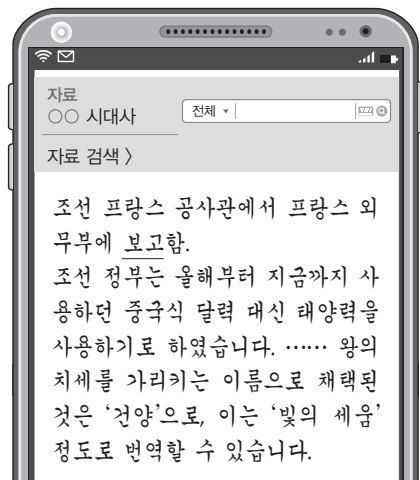 자료
○○ 시대사
전체 ▾
자료 검색 〉
조선 프랑스 공사관에서 프랑스 외
무부에 보고함.
조선 정부는 올해부터 지금까지 사
용하던 중국식 달력 대신 태양력을
사용하기로 하였습니다. …… 왕의
치세를 가리키는 이름으로 채택된
것은 ‘건양’으로, 이는 ‘빛의 세움’
정도로 번역할 수 있습니다.